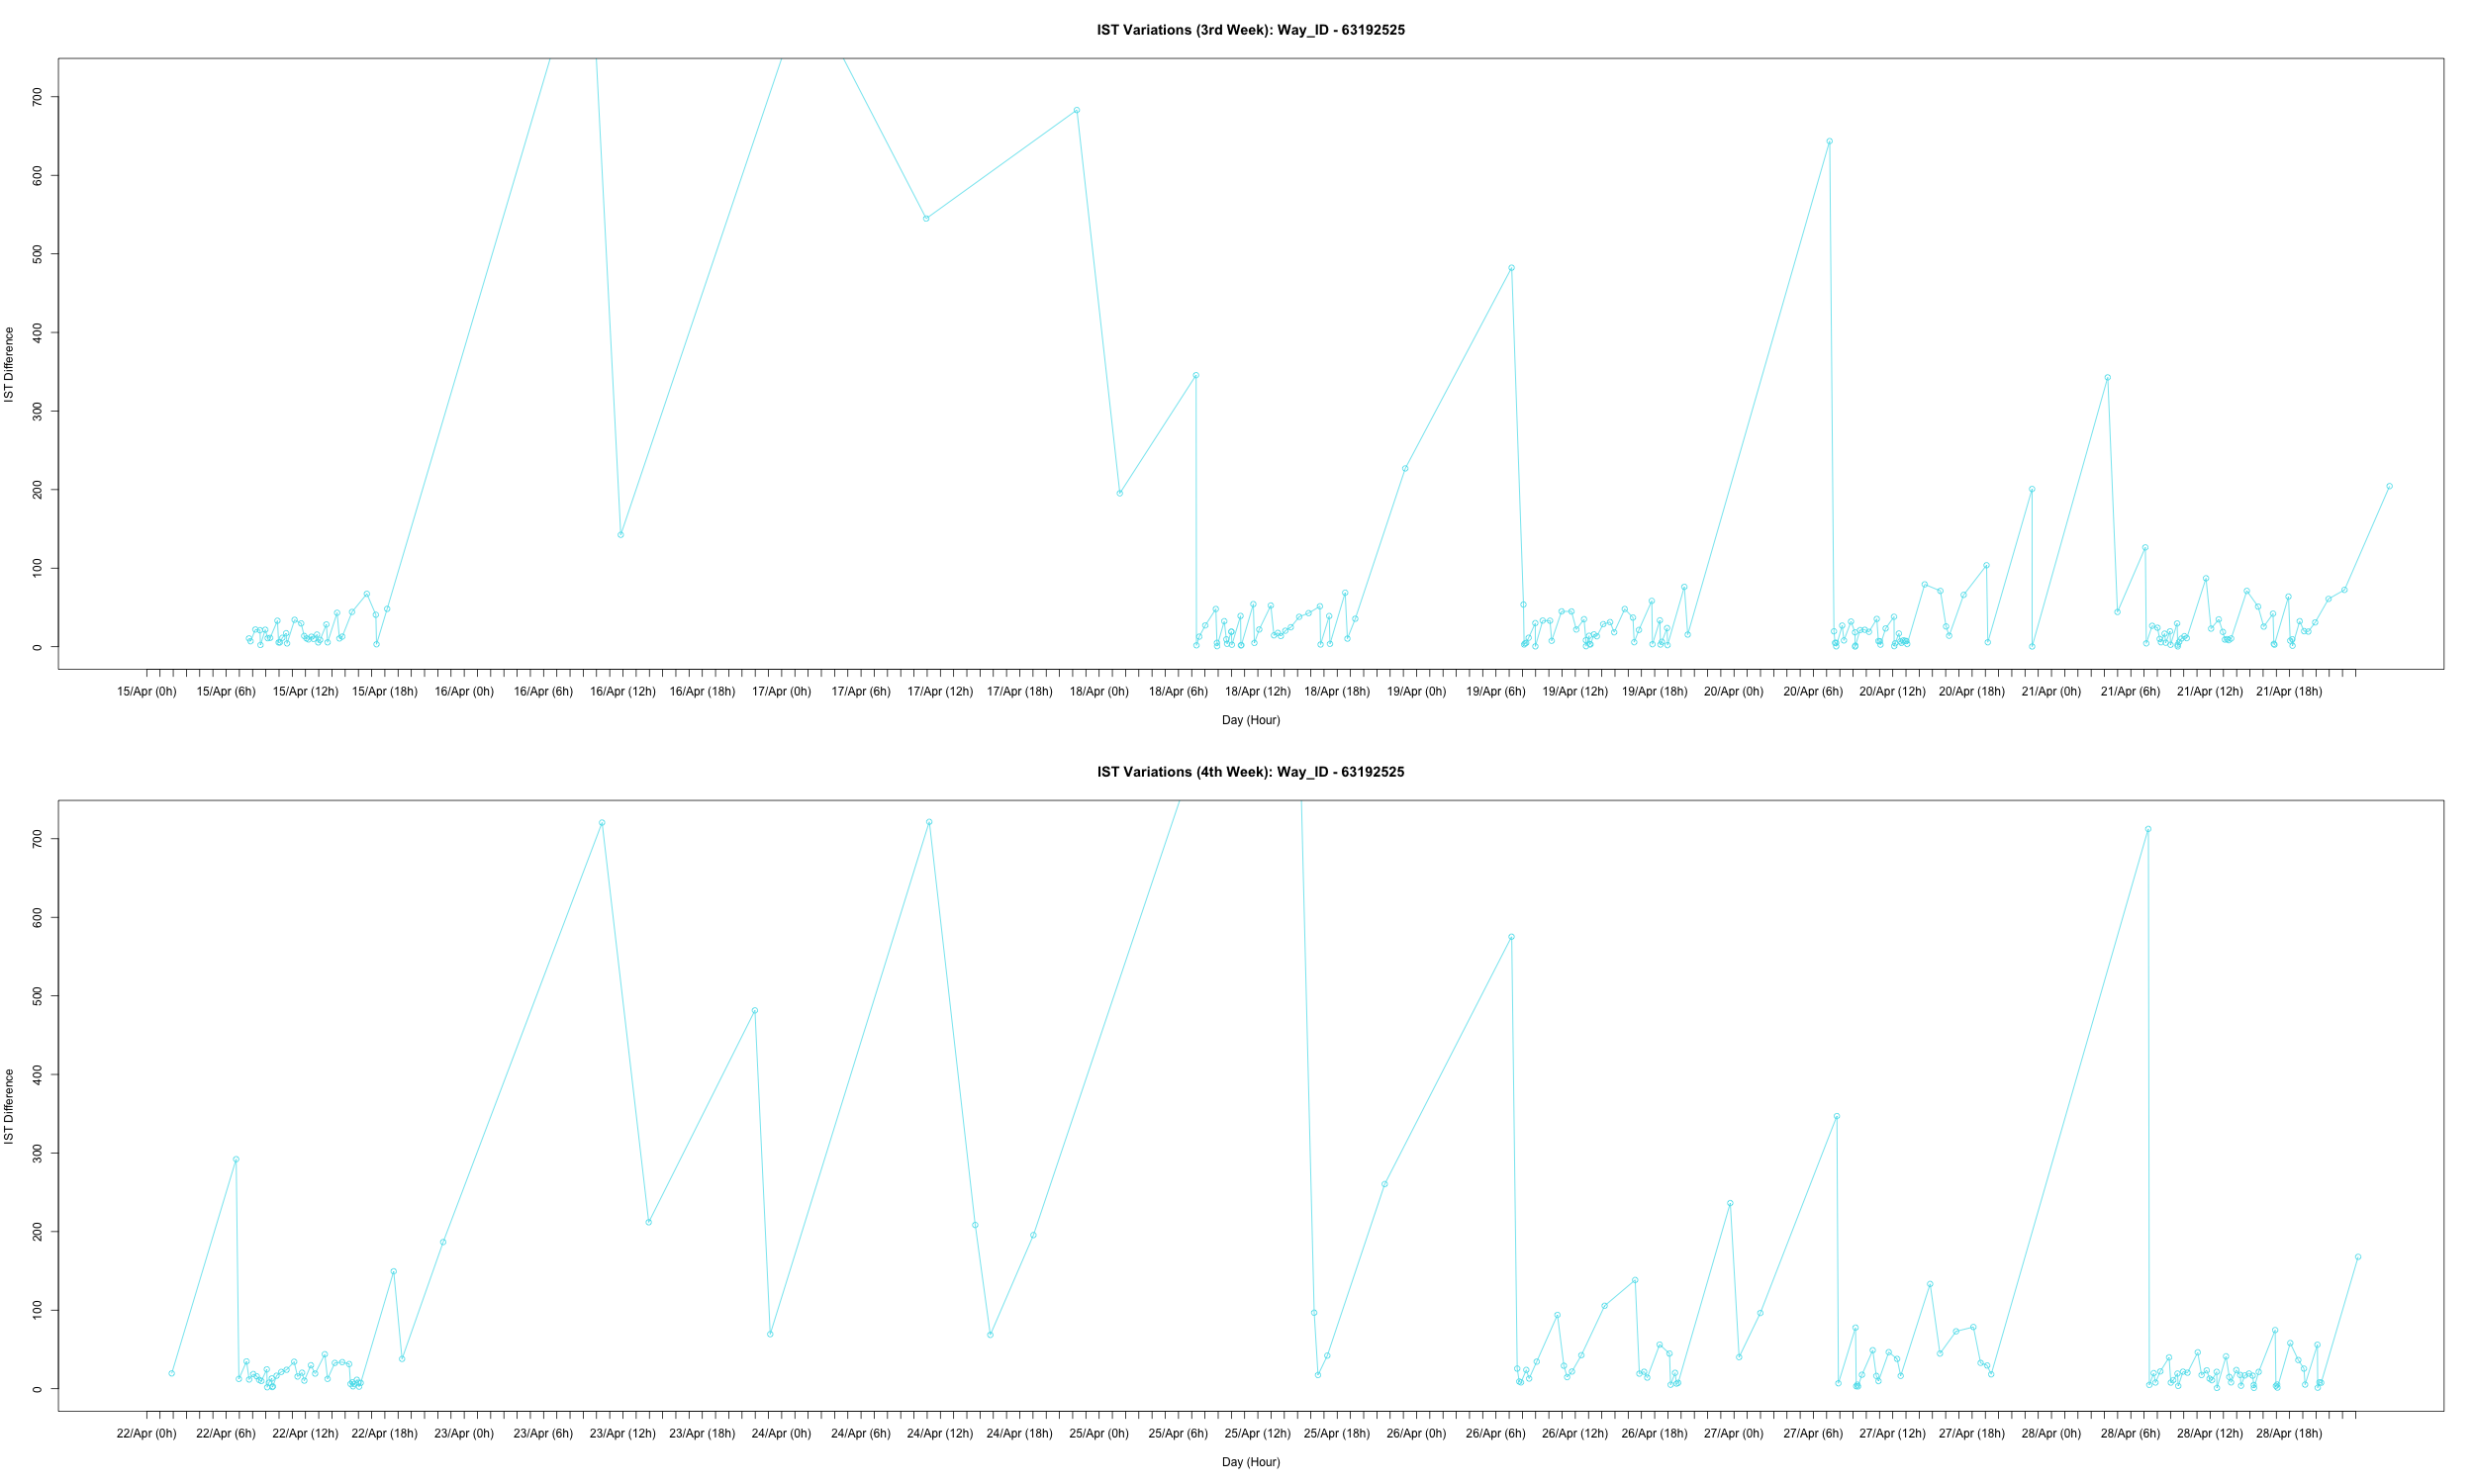 IST Variations (3rd Week): Way_ID - 63192525
700
600
500
400
300
200
100
0
IST Difference
15/Apr (0h) 15/Apr (6h) 15/Apr (12h) 15/Apr (18h) 16/Apr (0h) 16/Apr (6h) 16/Apr (12h) 16/Apr (18h) 17/Apr (0h) 17/Apr (6h) 17/Apr (12h) 17/Apr (18h) 18/Apr (0h) 18/Apr (6h) 18/Apr (12h) 18/Apr (18h) 19/Apr (0h) 19/Apr (6h) 19/Apr (12h) 19/Apr (18h) 20/Apr (0h) 20/Apr (6h) 20/Apr (12h) 20/Apr (18h) 21/Apr (0h) 21/Apr (6h) 21/Apr (12h) 21/Apr (18h)
Day (Hour)
IST Variations (4th Week): Way_ID - 63192525
700
600
500
400
300
200
100
0
IST Difference
22/Apr (0h) 22/Apr (6h) 22/Apr (12h) 22/Apr (18h) 23/Apr (0h) 23/Apr (6h) 23/Apr (12h) 23/Apr (18h) 24/Apr (0h) 24/Apr (6h) 24/Apr (12h) 24/Apr (18h) 25/Apr (0h) 25/Apr (6h) 25/Apr (12h) 25/Apr (18h) 26/Apr (0h) 26/Apr (6h) 26/Apr (12h) 26/Apr (18h) 27/Apr (0h) 27/Apr (6h) 27/Apr (12h) 27/Apr (18h) 28/Apr (0h) 28/Apr (6h) 28/Apr (12h) 28/Apr (18h)
Day (Hour)